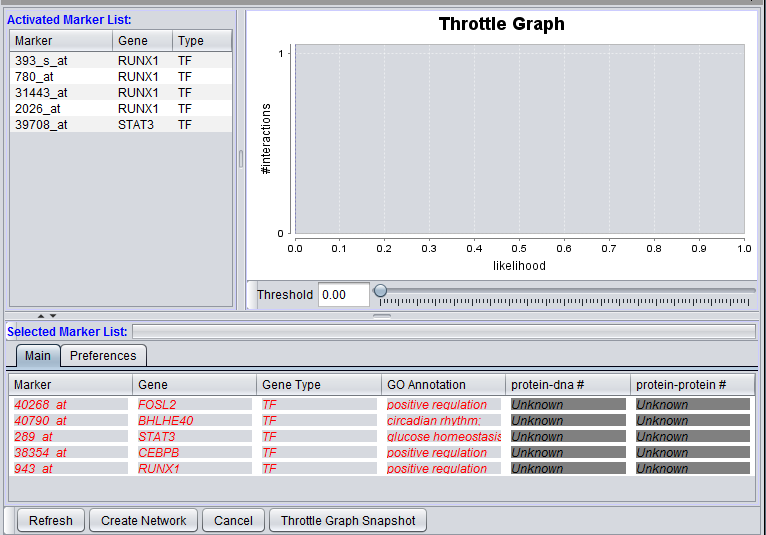 Activated Marker List:
Marker Gene Type
393_s_at RUNX1 TF
780_at RUNX1 TF
31443_at RUNX1 TF
2026_at RUNX1 TF
39708_at STAT3 TF
Throttle Graph
#interactions
1
0
0.0 0.1 0.2 0.3 0.4 0.5 0.6 0.7 0.8 0.9 1.0
likelihood
Threshold 0.00
Selected Marker List:
Main Preferences
Marker Gene Gene Type GO Annotation protein-dna # protein-protein #
40268_at FOSL2 TF positive regulation Unknown Unknown
40790_at BHLHE40 TF circadian rhythm; Unknown Unknown
289_at STAT3 TF glucose homeostasis Unknown Unknown
38354_at CEBPB TF positive regulation Unknown Unknown
943_at RUNX1 TF positive regulation Unknown Unknown
Refresh Create Network Cancel Throttle Graph Snapshot